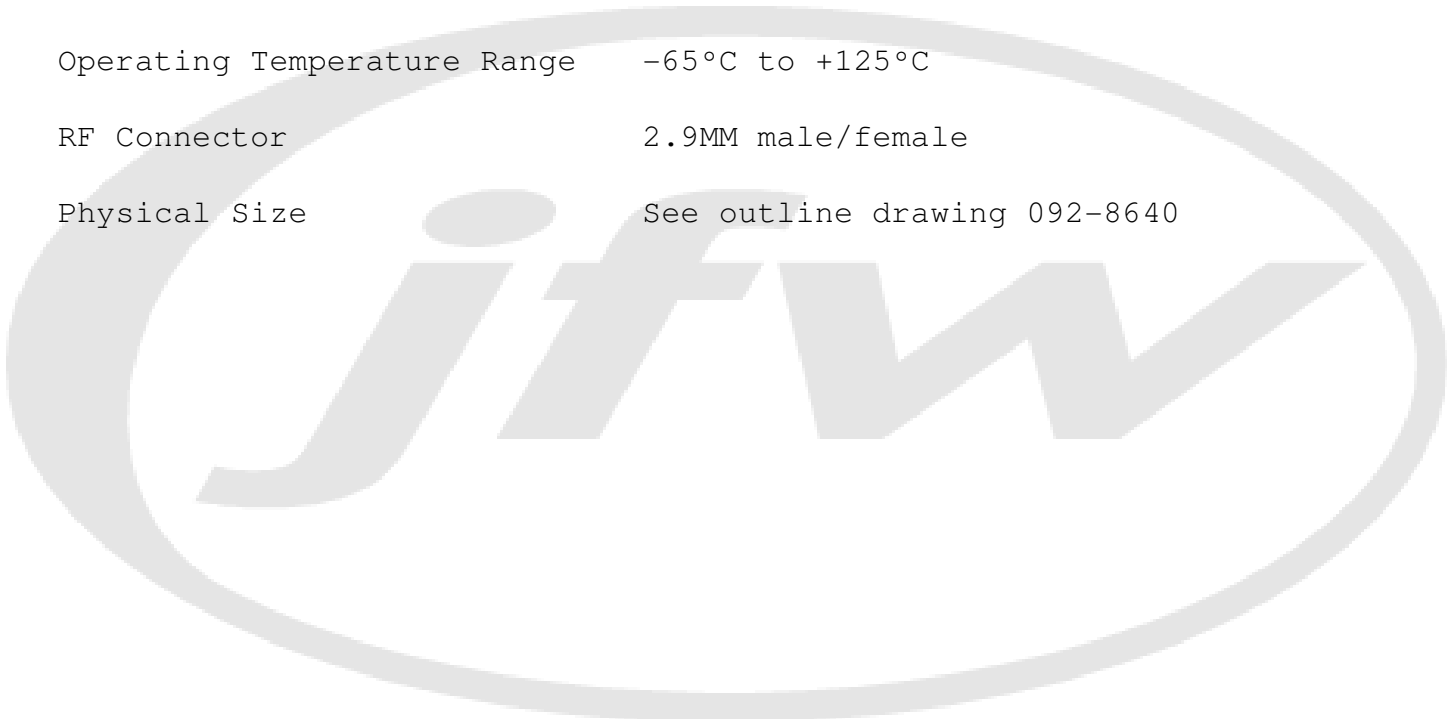 Operating Temperature Range -65°C to +125°C
RF Connector 2.9MM male/female
Physical Size See outline drawing 092-8640
jfw